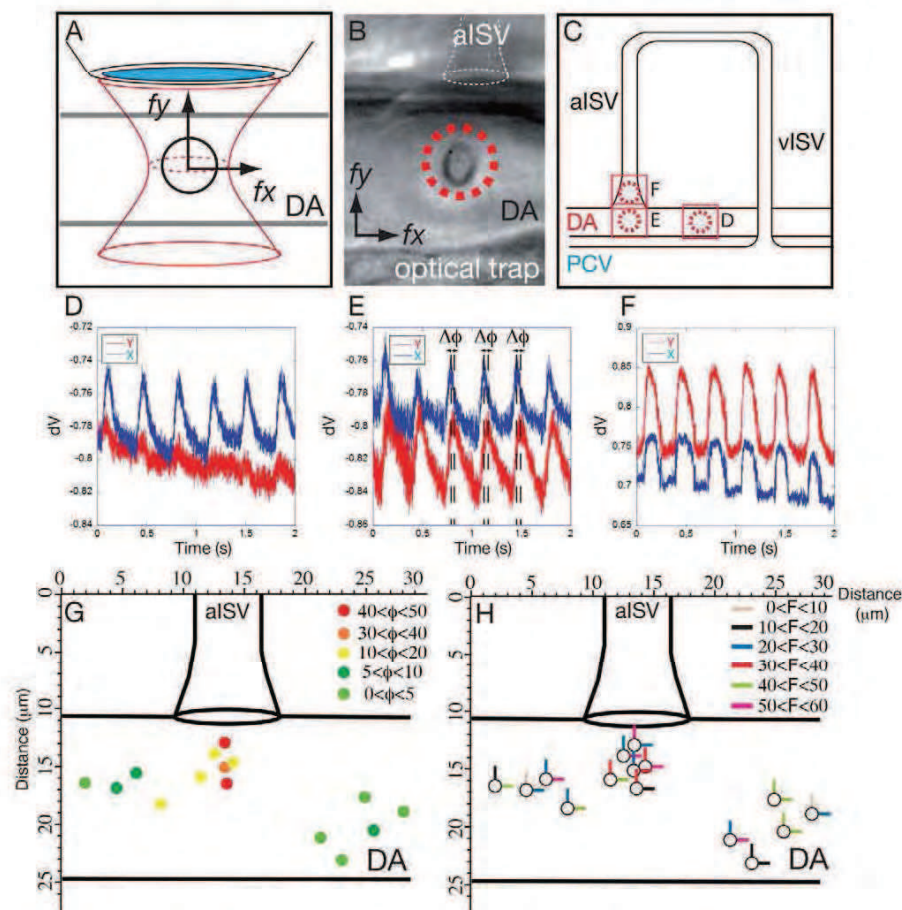 A
fy
fx
DA
B
aISV
fy
fx
DA
optical trap
C
aISV
vISV
F
DA
E
D
PCV
D
-0.72
-0.74
-0.76
-0.78
-0.8
-0.82
-0.84
dV
Y
X
0 0.5 1 1.5 2
Time (s)
E
Δϕ Δϕ Δϕ
-0.74
-0.76
-0.78
-0.8
-0.82
-0.84
-0.86
dV
Y
X
0 0.5 1 1.5 2
Time (s)
F
0.9
0.85
0.8
0.75
0.7
0.65
dV
Y
X
0 0.5 1 1.5 2
Time (s)
0 5 10 15 20 25 30
G
aISV
0
5
10
15
20
25
Distance (μm)
40<ϕ<50
30<ϕ<40
10<ϕ<20
5<ϕ<10
0<ϕ<5
DA
0 5 10 15 20 25 30
Distance
(μm)
H
aISV
0
5
10
15
20
25
0<F<10
10<F<20
20<F<30
30<F<40
40<F<50
50<F<60
DA